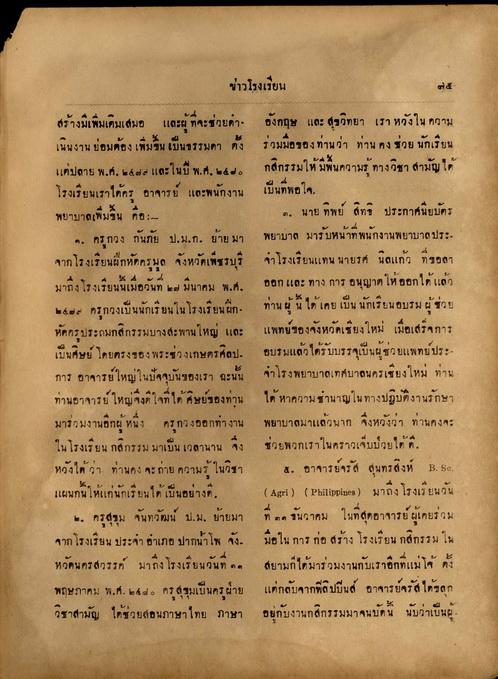 ข่าวโรงเรียน
๗๕
สร้างมีเพิ่มเติมเสมอ และผู้ที่จะช่วยดำ-
เนินงาน ย่อมต้อง เพิ่มขึ้น เป็นธรรมดา ตั้ง
แต่ปลาย พ.ศ. ๒๔๗๙ และในปี พ.ศ. ๒๔๘๐
โรงเรียนเราได้ครู อาจารย์ และพนักงาน
พยาบาลเพิ่มขึ้น คือ:—
๑. ครูกวง กันภัย ป.ม.ก. ย้าย มา
จากโรงเรียนฝึกหัดครูมูล จังหวัดเพ็ชรบุรี
มาถึงโรงเรียนนี้เมื่อวันที่ ๒๗ มีนาคม พ.ศ.
๒๔๗๙ ครูกวงเป็นนักเรียนในโรงเรียนฝึก-
หัดครูประถมกสิกรรมบางสะพานใหญ่ และ
เป็นศิษย์ โดยตรงของพระช่วงเกษตรศิลป-
การ อาจารย์ใหญ่ในปัจจุบันของเรา ฉะนั้น
ท่านอาจารย์ใหญ่จึงดีใจที่ได้ศิษย์ของท่าน
มาร่วมงานอีกผู้หนึ่ง ครูกวงออกทำงาน
ในโรงเรียน กสิกรรม มาเป็น เวลานาน จึง
หวังได้ว่า ท่านคง จะถ่าย ความรู้ ในวิชา
แผนกนี้ให้แก่นักเรียนได้เป็นอย่างดี.
๒. ครูสุขุม จันทวัฒน์ ป.ม. ย้ายมา
จากโรงเรียน ประจำ อำเภอ ปากน้ำโพ จัง-
หวัดนครสวรรค์ มาถึงโรงเรียนวันที่ ๑๑
พฤษภาคม พ.ศ. ๒๔๘๐ ครูสุขุมเป็นครูฝ่าย
วิชาสามัญ ได้ช่วยสอนภาษาไทย ภาษา
อังกฤษ และ สุขวิทยา เรา หวังใน ความ
ร่วมมือของท่านว่า ท่าน คง ช่วย นักเรียน
กสิกรรมให้มีพื้นความรู้ ทางวิชา สามัญได้
เป็นที่พอใจ.
๓. นาย ทิพย์ สิทธิ ประกาศนียบัตร
พยาบาล มารับหน้าที่พนักงานพยาบาลประ-
จำโรงเรียนแทน นายรศ นิลแก้ว ที่ขอลา
ออก และ ทาง การ อนุญาต ให้ ออกได้ แล้ว
ท่านผู้นี้ได้เคยเป็นนักเรียนอบรม ผู้ช่วย
แพทย์ของจังหวัดเชียงใหม่ เมื่อเสร็จการ
อบรมแล้วได้รับบรรจุเป็นผู้ช่วยแพทย์ประ-
จำโรงพยาบาลเทศบาลนครเชียงใหม่ ท่าน
ได้ หาความ ชำนาญ ในทางปฏิบัติงานรักษา
พยาบาลมาแล้วมาก จึงหวังว่า ท่านคงจะ
ช่วยพวกเราในคราวเจ็บป่วยได้ ดี.
๔. อาจารย์จรัส สุนทรสิงห์ B. Sc.
(Agri) (Philippines) มาถึงโรงเรียนวัน
ที่ ๑๑ ธันวาคม ในที่สุดอาจารย์ ผู้เคยร่วม
มือใน การ ก่อ สร้าง โรงเรียน กสิกรรม ใน
สยามก็ได้มาร่วมงานกับเราอีกที่แม่โจ้ ตั้ง
แต่กลับจากฟิลิปปีนส์ อาจารย์จรัสได้คลุก
อยู่กับงานกสิกรรมมาจนบัดนี้ นับว่าเป็นผู้